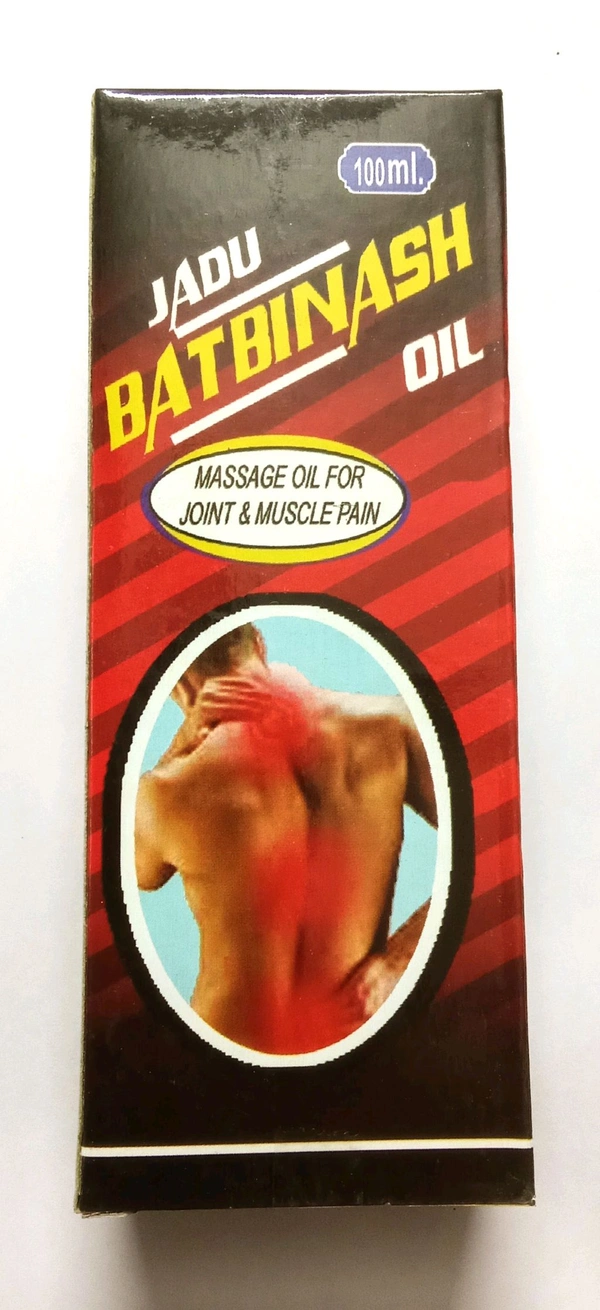 100ml.
JADU
BATBINASH
OIL
MASSAGE OIL FOR
JOINT & MUSCLE PAIN